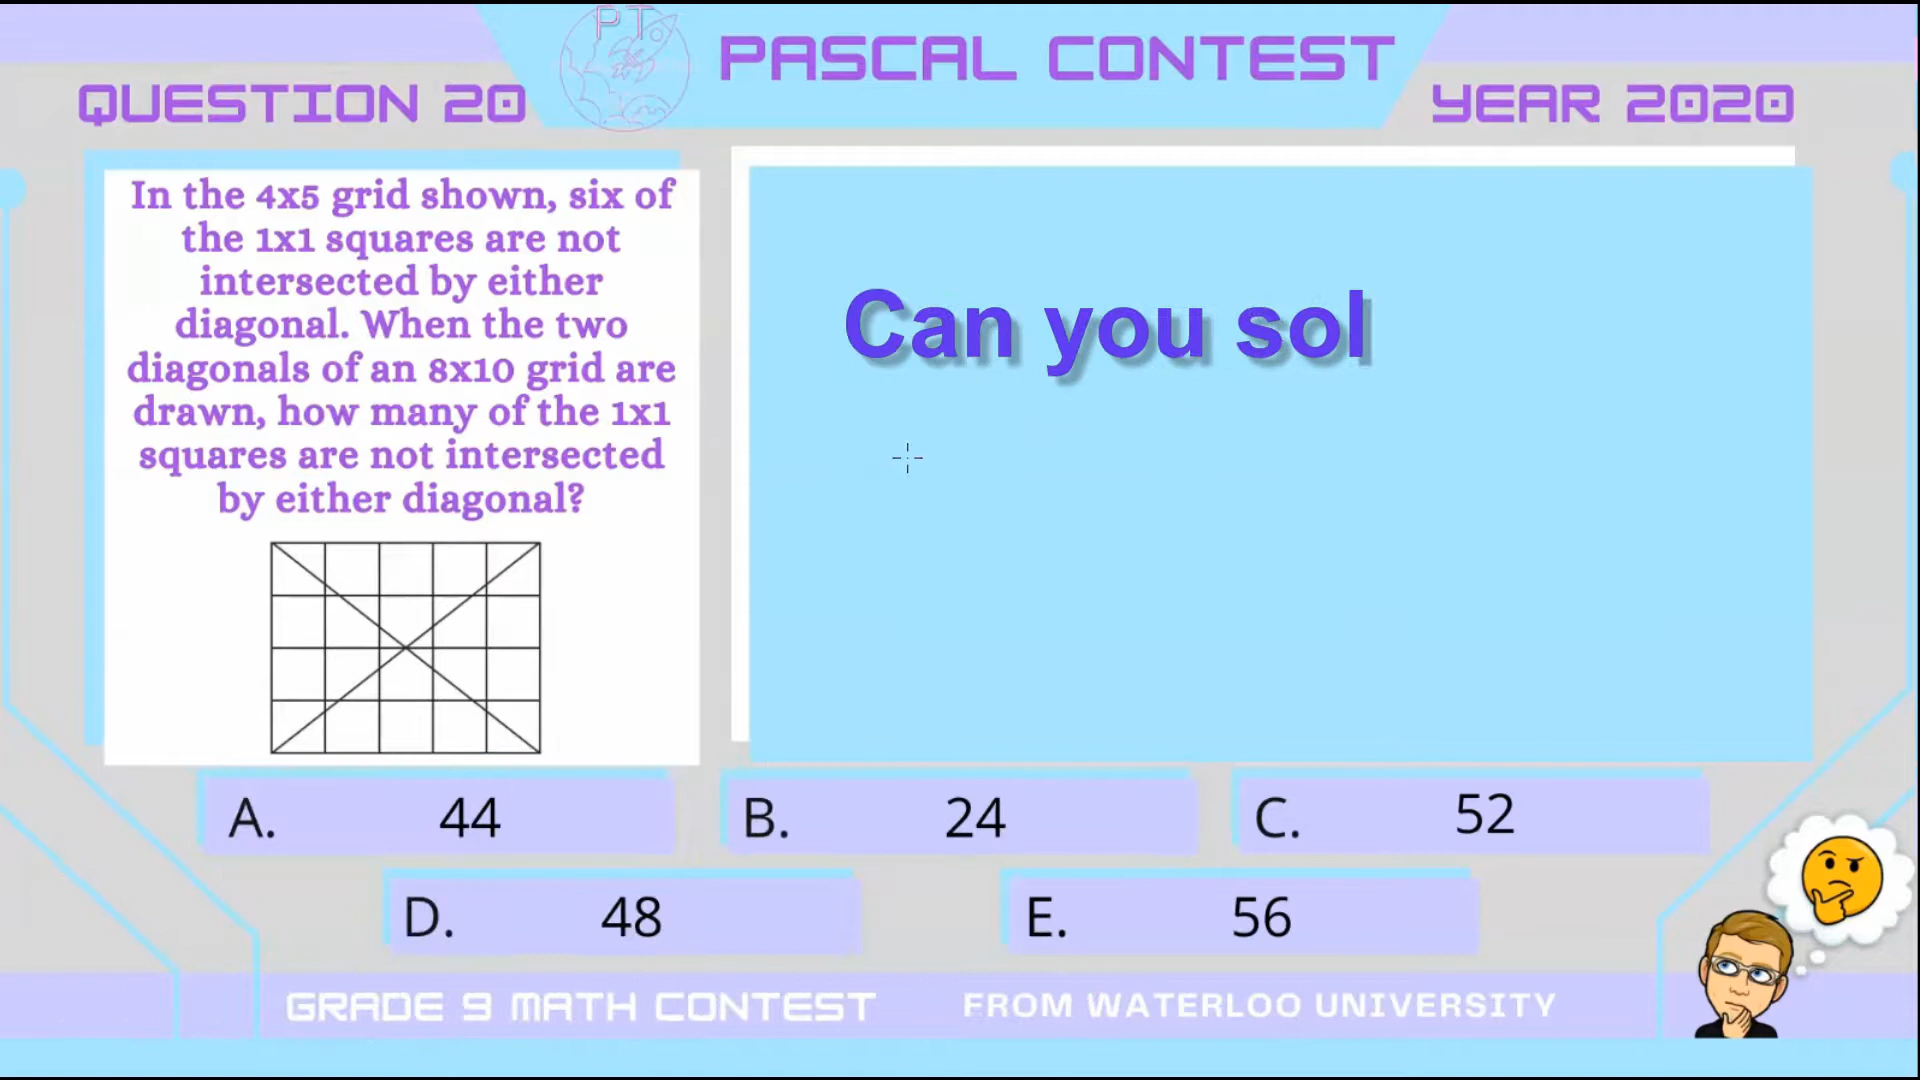 PT
PASCAL CONTEST
QUESTION 20
YEAR 2020
In the 4x5 grid shown, six of
the 1x1 squares are not
intersected by either
diagonal. When the two
diagonals of an 8x10 grid are
drawn, how many of the 1x1
squares are not intersected
by either diagonal?
Can you sol
A. 44
B. 24
C. 52
D. 48
E. 56
GRADE 9 MATH CONTEST
FROM WATERLOO UNIVERSITY